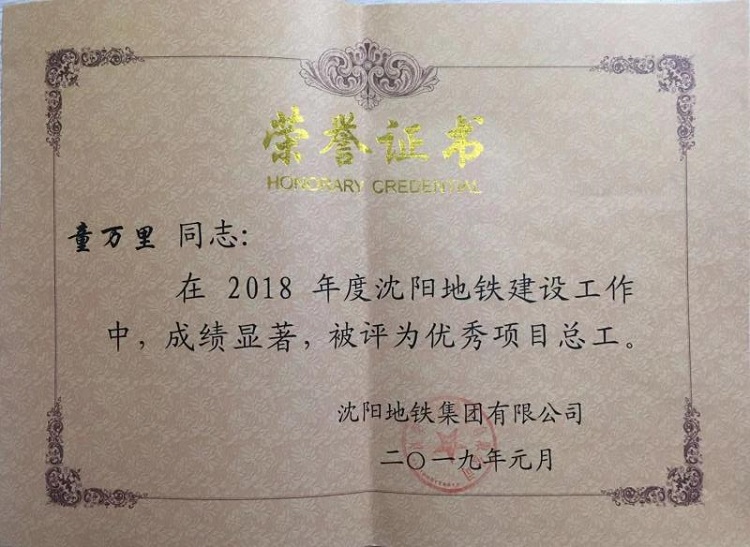 荣誉证书
HONORARY CREDENTIAL
童万里 同志:
在 2018 年度沈阳地铁建设工作
中，成绩显著，被评为优秀项目总工。
沈阳地铁集团有限公司
二〇一九年元月